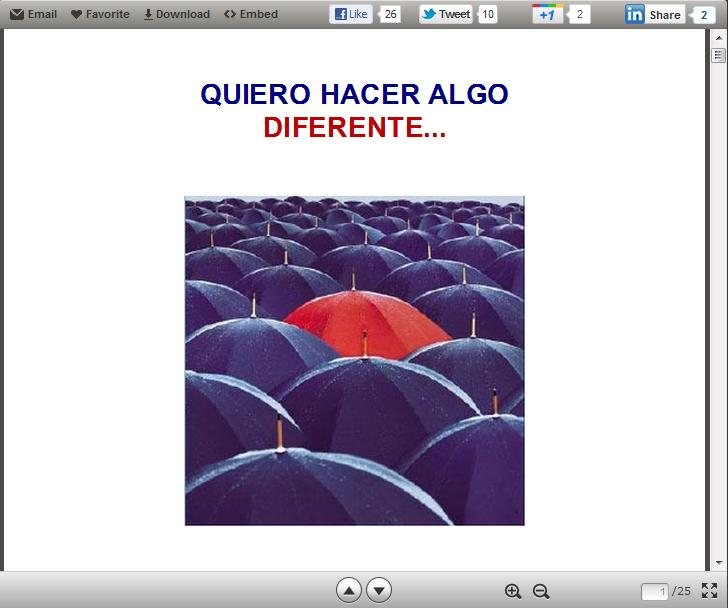 Email Favorite Download Embed Like 26 Tweet 10 +1 2 in Share 2
QUIERO HACER ALGO
DIFERENTE...
1 /25